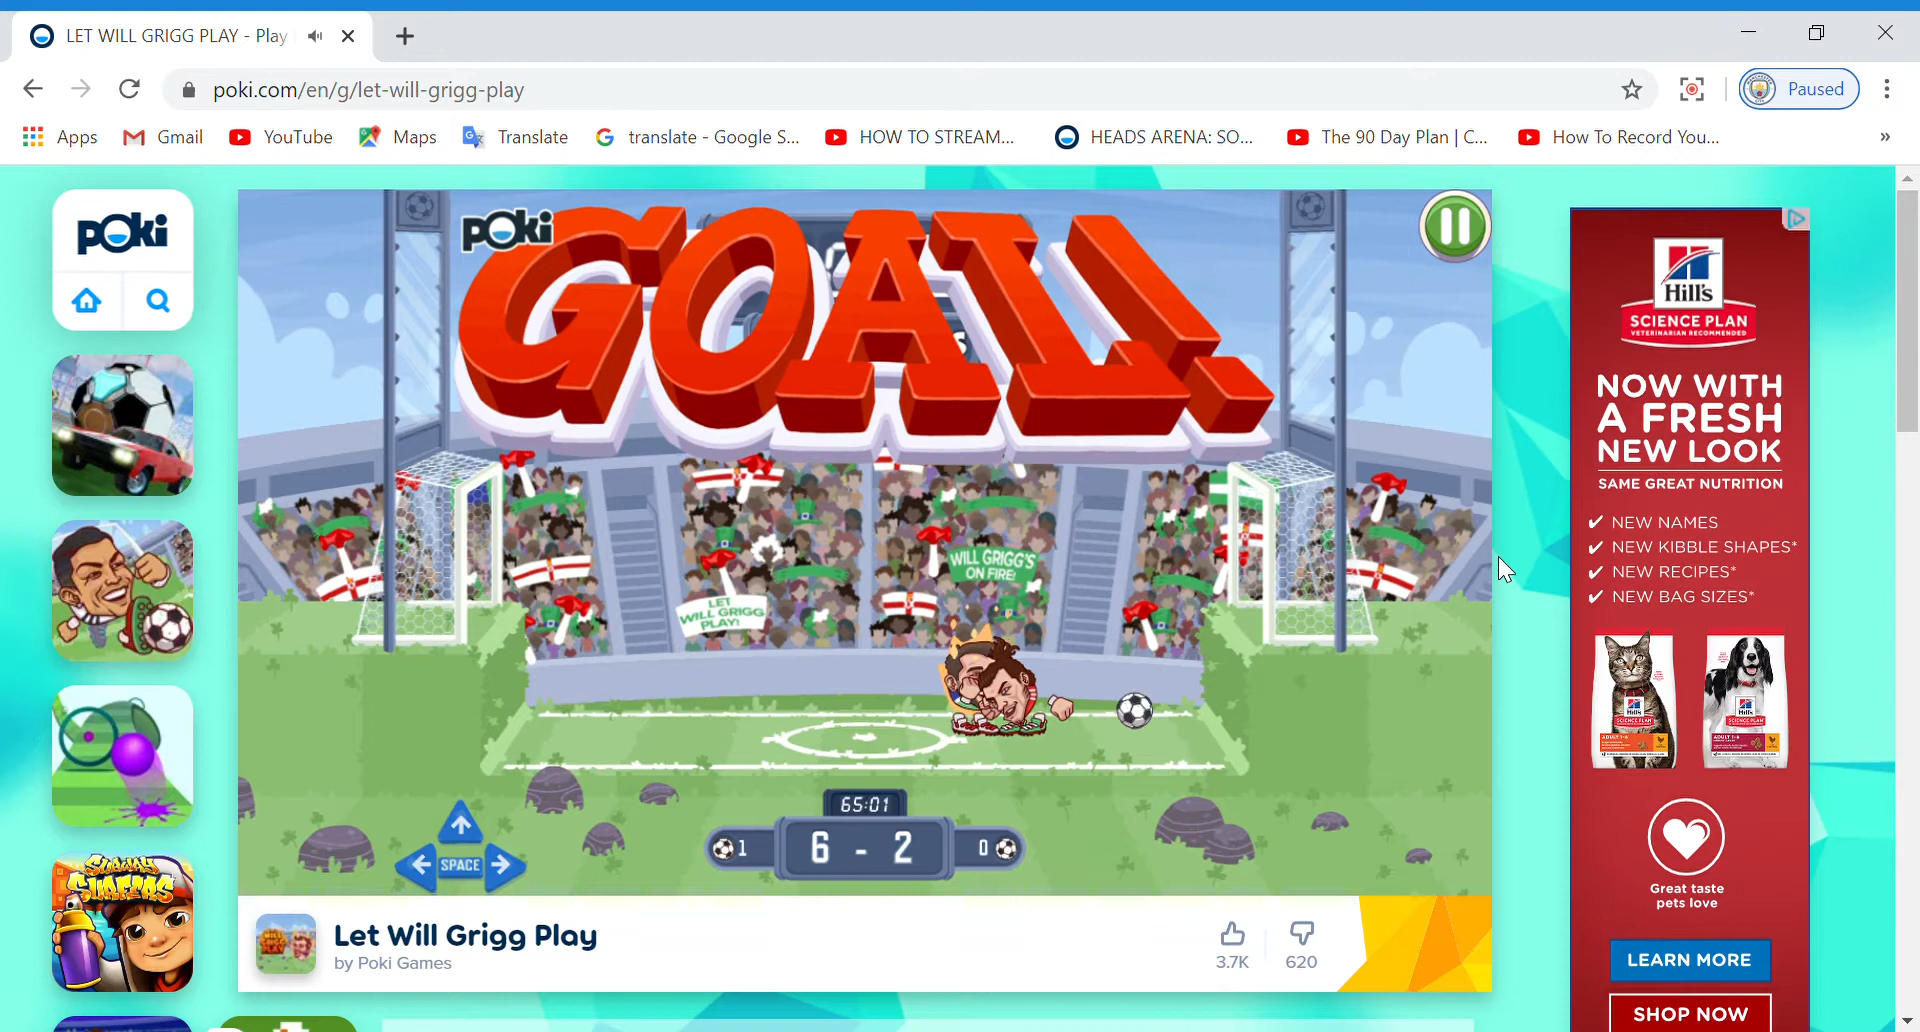 LET WILL GRIGG PLAY - Play
poki.com/en/g/let-will-grigg-play
Paused
Apps
Gmail
YouTube
Maps
Translate
translate - Google S...
HOW TO STREAM...
HEADS ARENA: SO...
The 90 Day Plan | C...
How To Record You...
»
poki
poki
GOAL!
WILL GRIGG'S
ON FIRE!
LET
WILL GRIGG
PLAY!
SPACE
65:01
1
6 - 2
0
SUBWAY
SURFERS
Let Will Grigg Play
by Poki Games
3.7K
620
Hill's
SCIENCE PLAN
VETERINARIAN RECOMMENDED
NOW WITH
A FRESH
NEW LOOK
SAME GREAT NUTRITION
✓ NEW NAMES
✓ NEW KIBBLE SHAPES*
✓ NEW RECIPES*
✓ NEW BAG SIZES*
Great taste
pets love
LEARN MORE
SHOP NOW